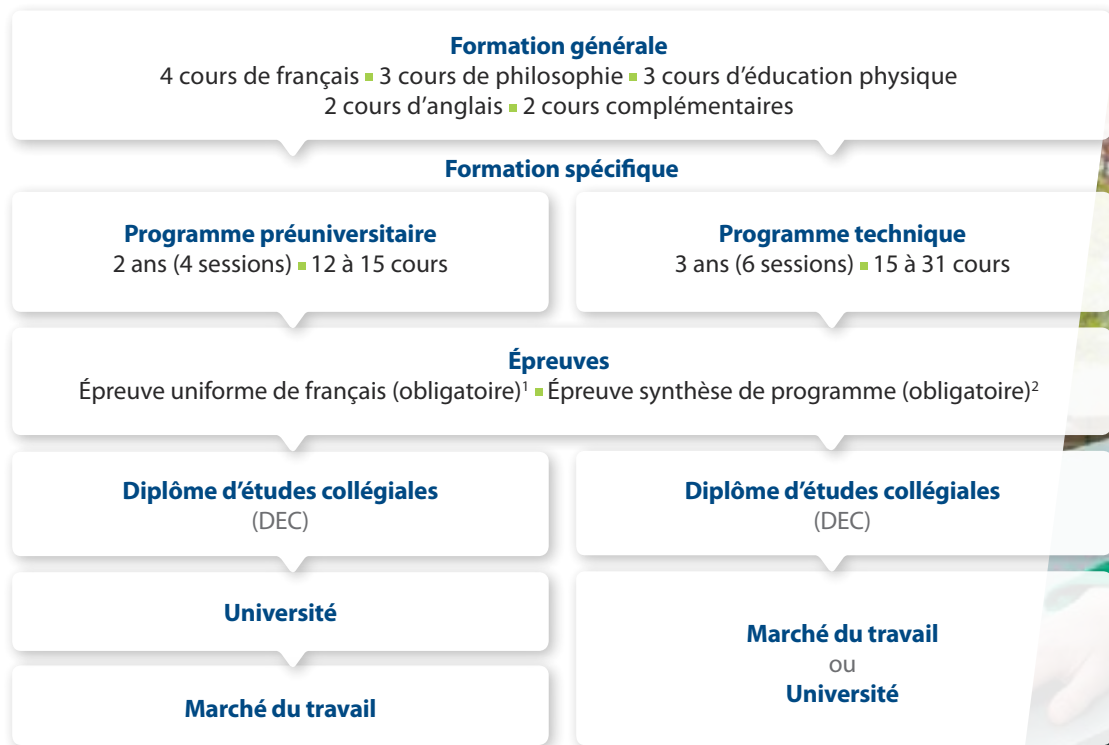 Formation générale
4 cours de français ▪ 3 cours de philosophie ▪ 3 cours d’éducation physique
2 cours d’anglais ▪ 2 cours complémentaires
Formation spécifique
Programme préuniversitaire
2 ans (4 sessions) ▪ 12 à 15 cours
Programme technique
3 ans (6 sessions) ▪ 15 à 31 cours
Épreuves
Épreuve uniforme de français (obligatoire)¹ ▪ Épreuve synthèse de programme (obligatoire)²
Diplôme d’études collégiales
(DEC)
Diplôme d’études collégiales
(DEC)
Université
Marché du travail
Marché du travail
ou
Université